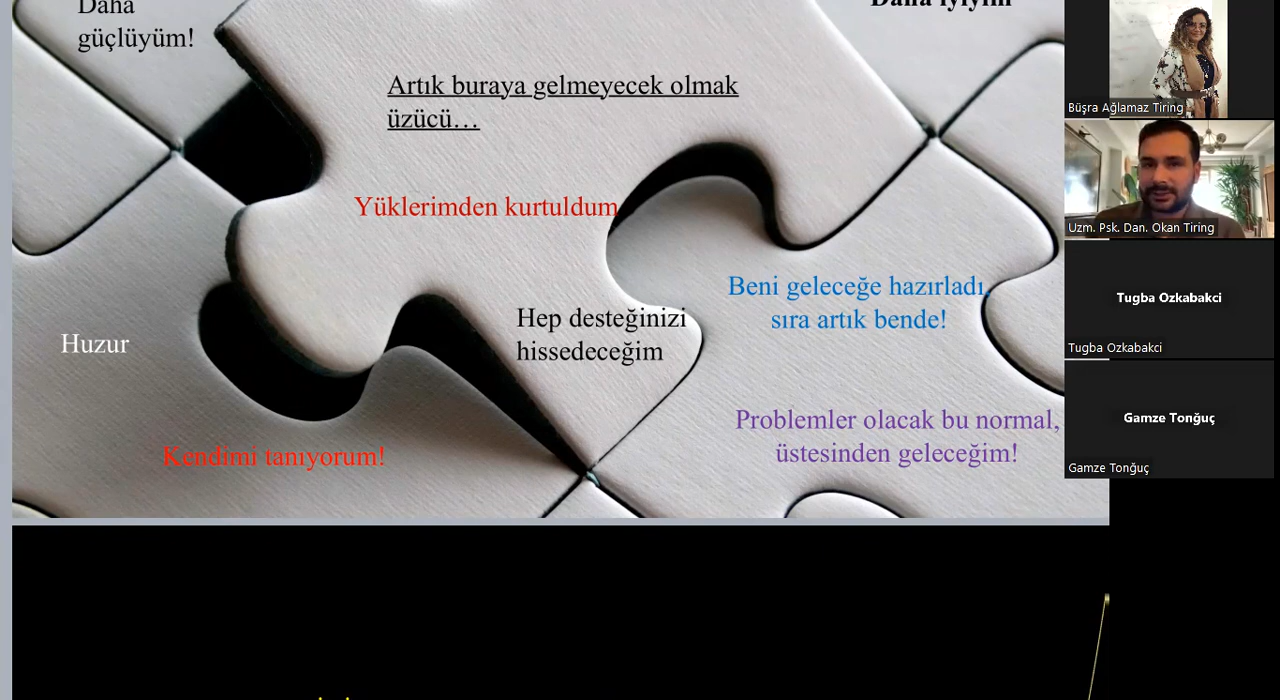 Daha
güçlüyüm!
Daha iyiyim
Artık buraya gelmeyecek olmak
üzücü…
Yüklerimden kurtuldum
Beni geleceğe hazırladı,
sıra artık bende!
Hep desteğinizi
hissedeceğim
Huzur
Problemler olacak bu normal,
üstesinden geleceğim!
Kendimi tanıyorum!
Büşra Ağlamaz Tiring
Uzm. Psk. Dan. Okan Tiring
Tugba Ozkabakci
Tugba Ozkabakci
Gamze Tonğuç
Gamze Tonğuç